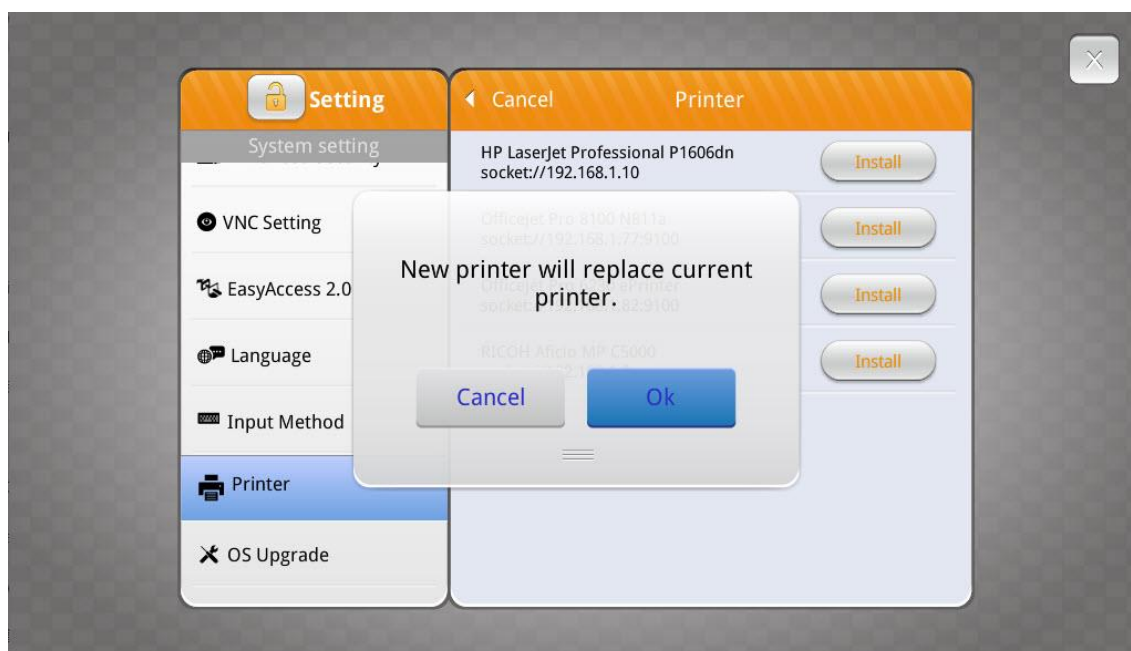 Setting
System setting
VNC Setting
EasyAccess 2.0
Language
Input Method
Printer
OS Upgrade
Cancel
Printer
HP LaserJet Professional P1606dn
socket://192.168.1.10
Install
Officejet Pro 8100 N811a
socket://192.168.1.77:9100
Install
Install
RICOH Aficio MP C5000
Install
New printer will replace current
printer.
Cancel
Ok
X